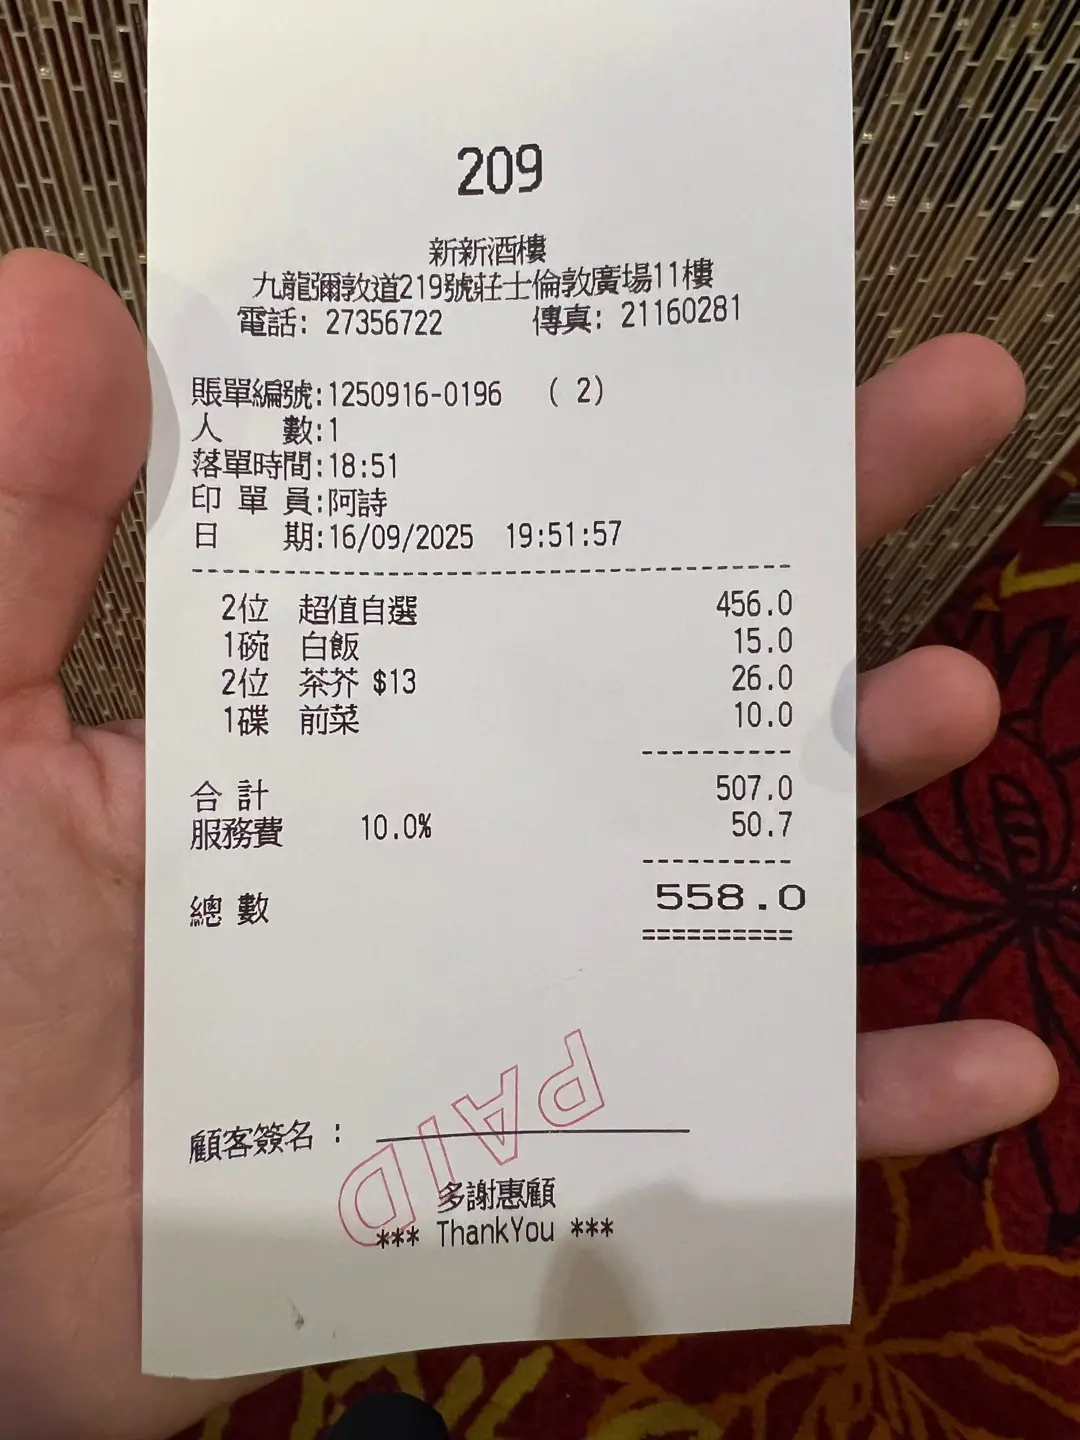 209
新新酒樓
九龍彌敦道219號莊士倫敦廣場11樓
電話: 27356722 傳真: 21160281
賬單編號:1250916-0196 ( 2)
人 數:1
落單時間:18:51
印 單 員:阿詩
日 期:16/09/2025 19:51:57
2位 超值自選 456.0
1碗 白飯 15.0
2位 茶芥 $13 26.0
1碟 前菜 10.0
合 計 507.0
服務費 10.0% 50.7
總 數 558.0
顧客簽名 :
PAID
多謝惠顧
*** ThankYou ***